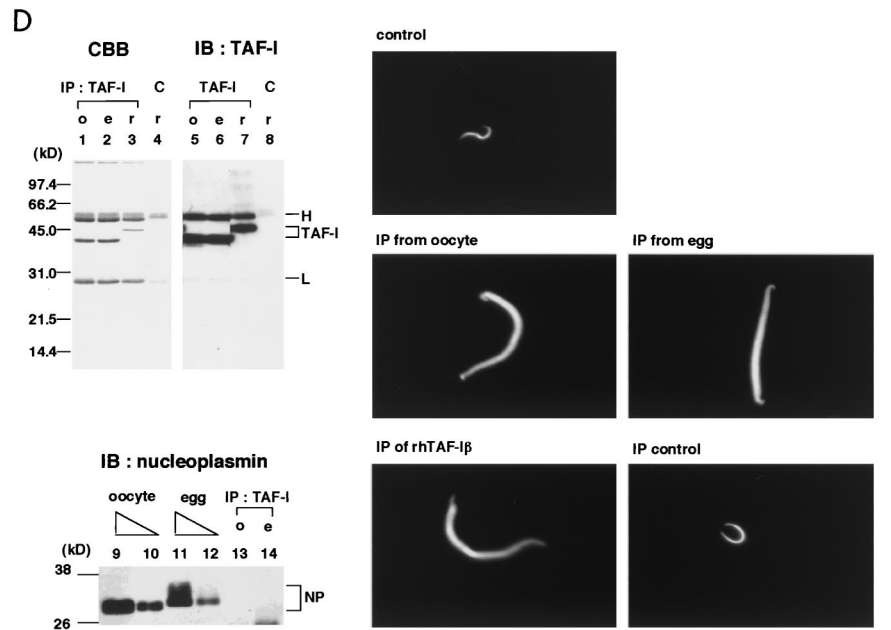 D
CBB
IB : TAF-I
IP : TAF-I C
TAF-I C
o e r r
o e r r
1 2 3 4
5 6 7 8
(kD)
97.4
66.2
45.0
31.0
21.5
14.4
H
TAF-I
L
IB : nucleoplasmin
oocyte egg IP : TAF-I
o e
(kD) 9 10 11 12 13 14
38
26
NP
control
IP from oocyte
IP from egg
IP of rhTAF-Iβ
IP control